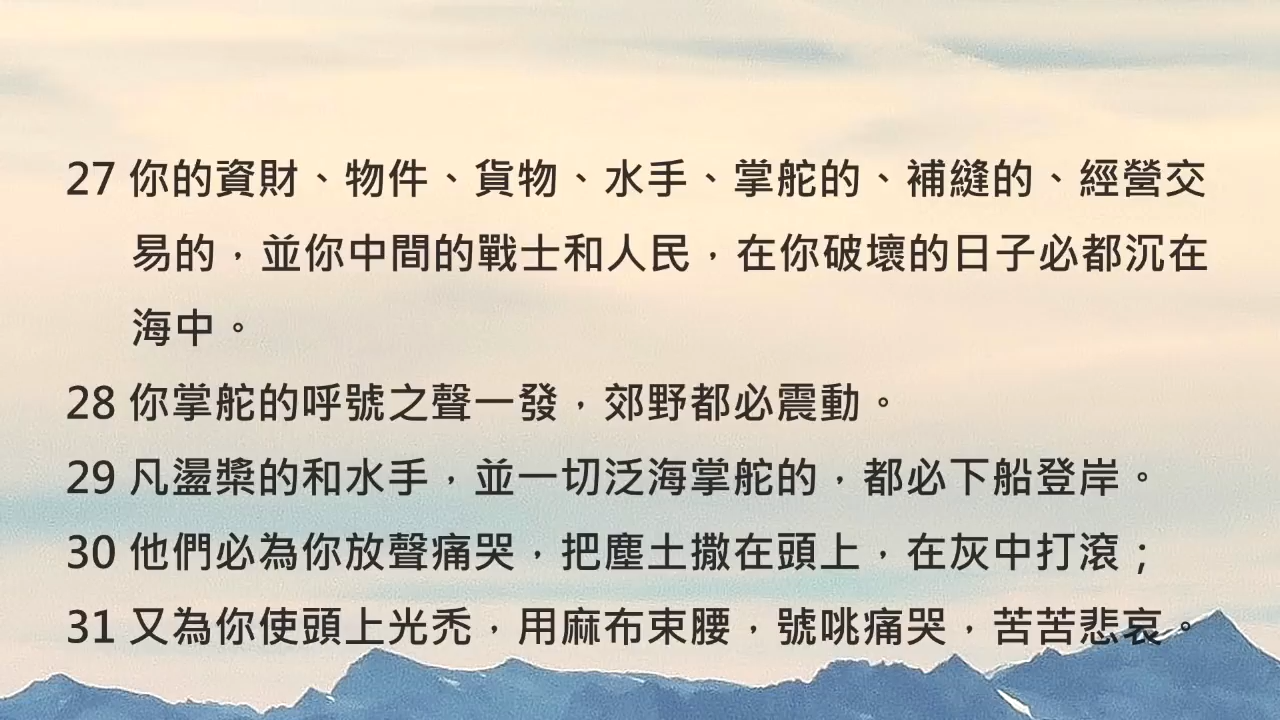 27 你的資財、物件、貨物、水手、掌舵的、補縫的、經營交
易的，並你中間的戰士和人民，在你破壞的日子必都沉在
海中。
28 你掌舵的呼號之聲一發，郊野都必震動。
29 凡盪槳的和水手，並一切泛海掌舵的，都必下船登岸。
30 他們必為你放聲痛哭，把塵土撒在頭上，在灰中打滾；
31 又為你使頭上光禿，用麻布束腰，號咷痛哭，苦苦悲哀。